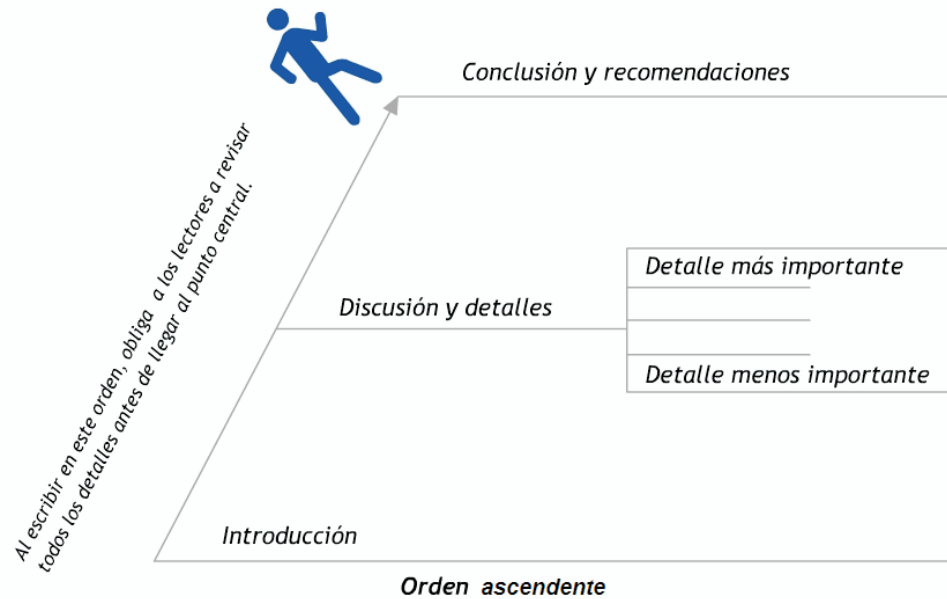 Conclusión y recomendaciones
Al escribir en este orden, obliga a los lectores a revisar
todos los detalles antes de llegar al punto central.
Detalle más importante
Discusión y detalles
Detalle menos importante
Introducción
Orden ascendente